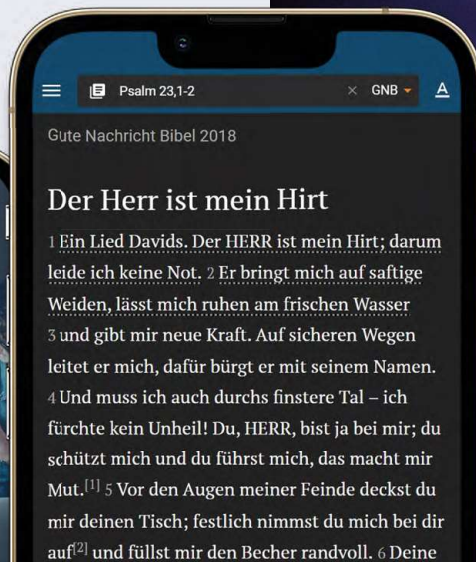 Psalm 23,1-2 × GNB A
Gute Nachricht Bibel 2018
Der Herr ist mein Hirt
1 Ein Lied Davids. Der HERR ist mein Hirt; darum
leide ich keine Not. 2 Er bringt mich auf saftige
Weiden, lässt mich ruhen am frischen Wasser
3 und gibt mir neue Kraft. Auf sicheren Wegen
leitet er mich, dafür bürgt er mit seinem Namen.
4 Und muss ich auch durchs finstere Tal – ich
fürchte kein Unheil! Du, HERR, bist ja bei mir; du
schützt mich und du führst mich, das macht mir
Mut.[1] 5 Vor den Augen meiner Feinde deckst du
mir deinen Tisch; festlich nimmst du mich bei dir
auf[2] und füllst mir den Becher randvoll. 6 Deine